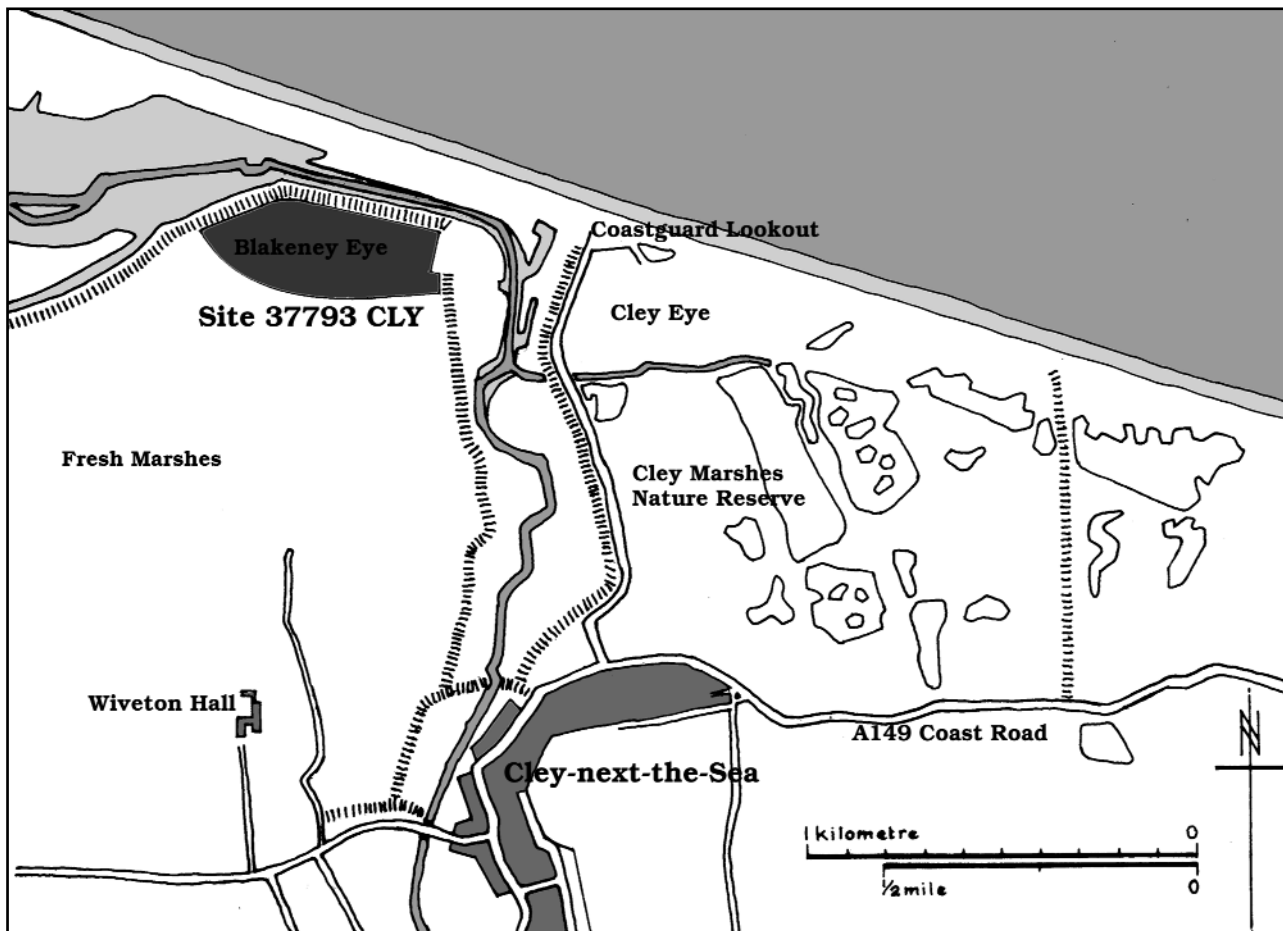 Coastguard Lookout
Blakeney Eye
Site 37793 CLY
Cley Eye
Fresh Marshes
Cley Marshes
Nature Reserve
Wiveton Hall
A149 Coast Road
N
Cley-next-the-Sea
1 kilometre 0
½ mile 0